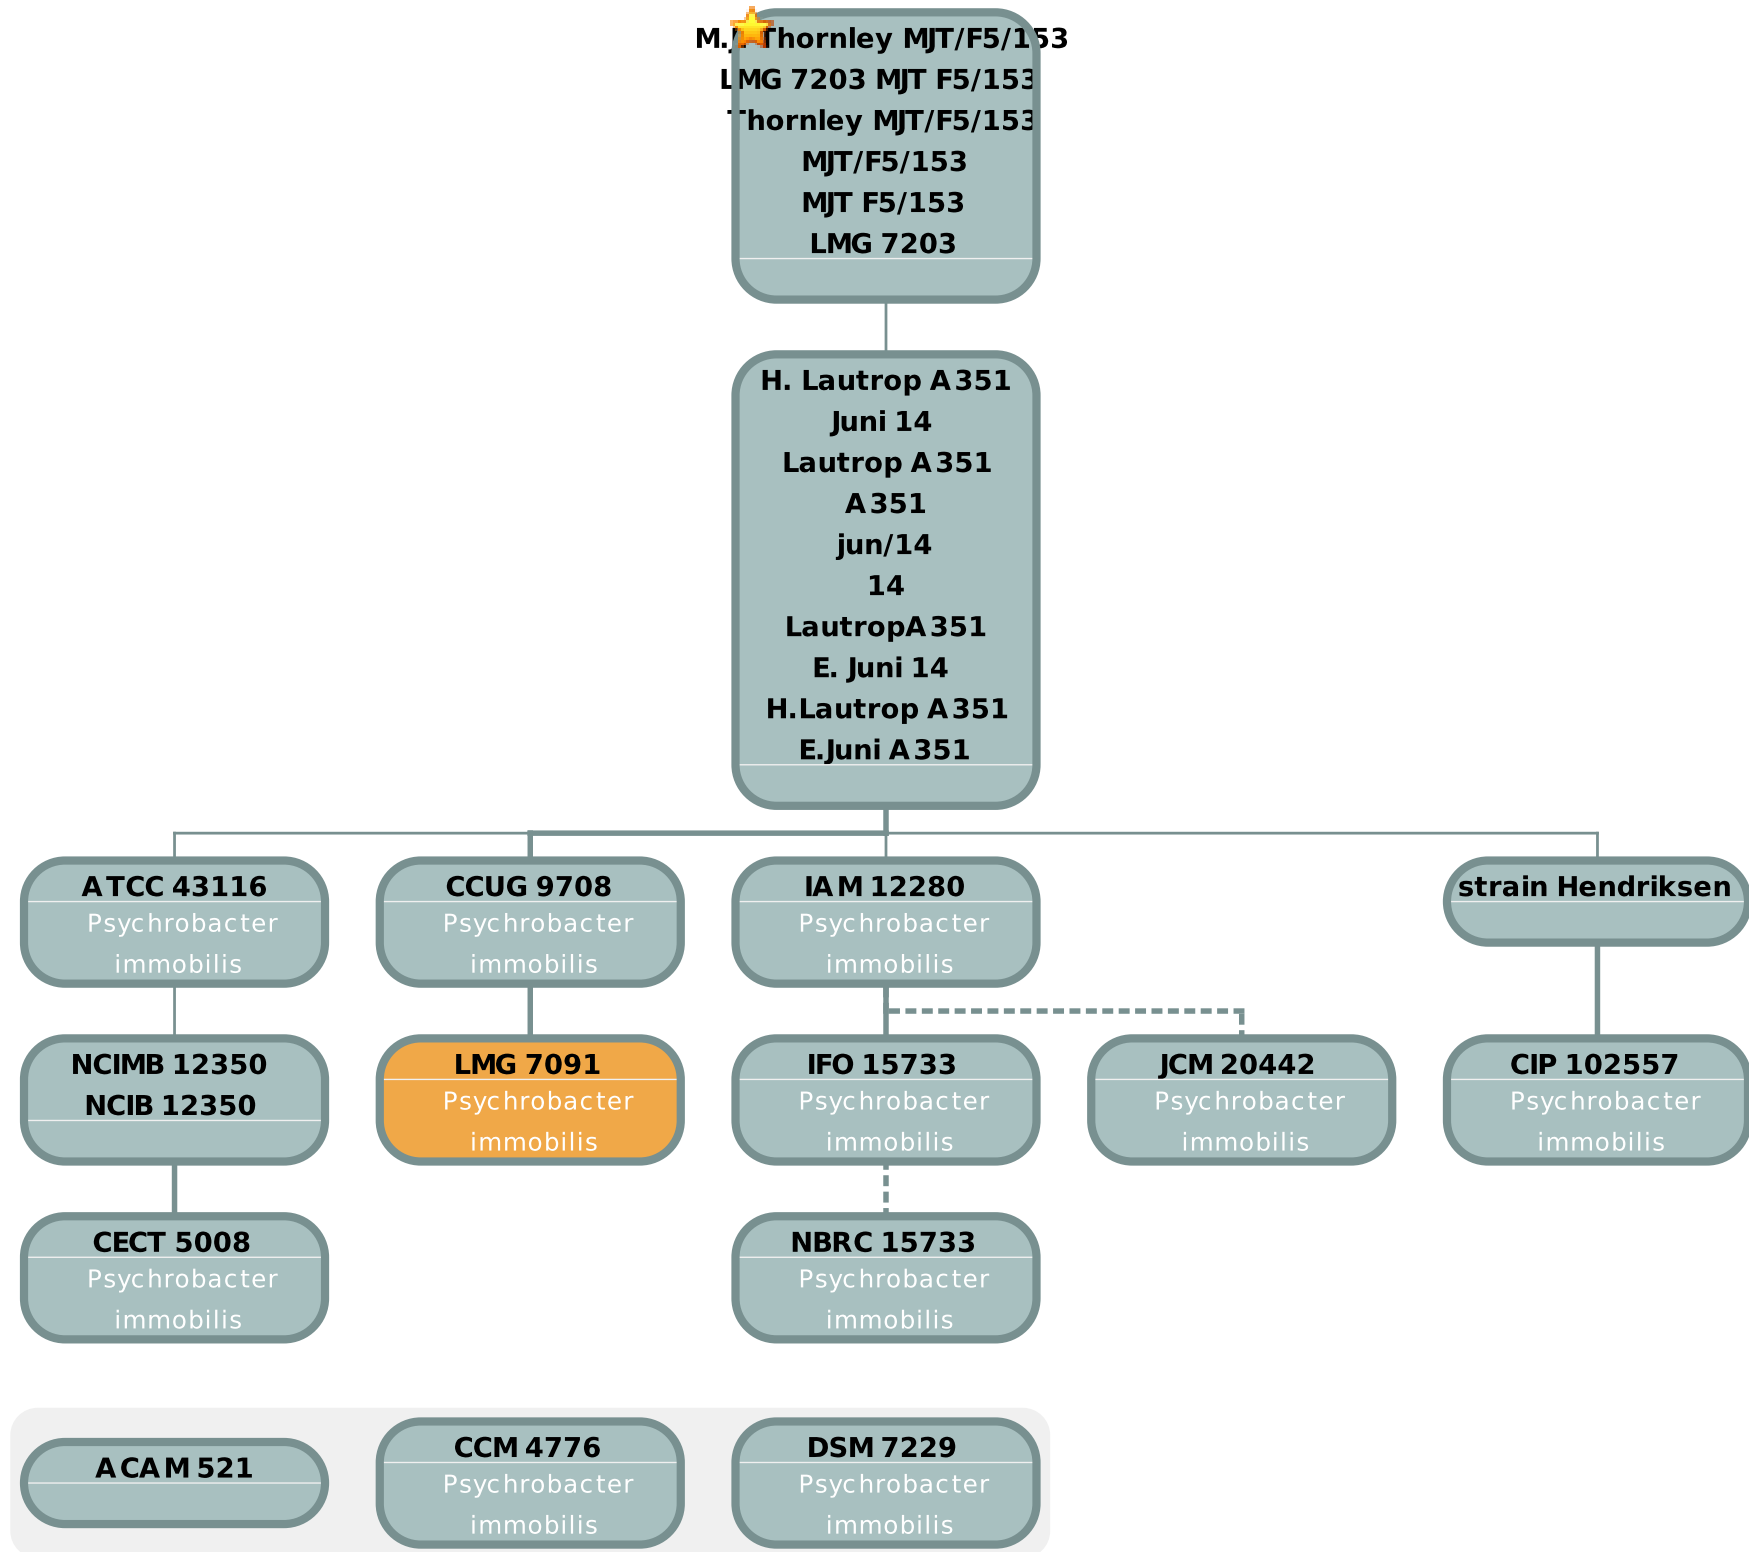 M.J. Thornley MJT/F5/153
LMG 7203 MJT F5/153
Thornley MJT/F5/153
MJT/F5/153
MJT F5/153
LMG 7203
H. Lautrop A351
Juni 14
Lautrop A351
A351
jun/14
14
LautropA351
E. Juni 14
H.Lautrop A351
E.Juni A351
ATCC 43116
Psychrobacter
immobilis
CCUG 9708
Psychrobacter
immobilis
IAM 12280
Psychrobacter
immobilis
strain Hendriksen
NCIMB 12350
NCIB 12350
LMG 7091
Psychrobacter
immobilis
IFO 15733
Psychrobacter
immobilis
JCM 20442
Psychrobacter
immobilis
CIP 102557
Psychrobacter
immobilis
CECT 5008
Psychrobacter
immobilis
NBRC 15733
Psychrobacter
immobilis
ACAM 521
CCM 4776
Psychrobacter
immobilis
DSM 7229
Psychrobacter
immobilis